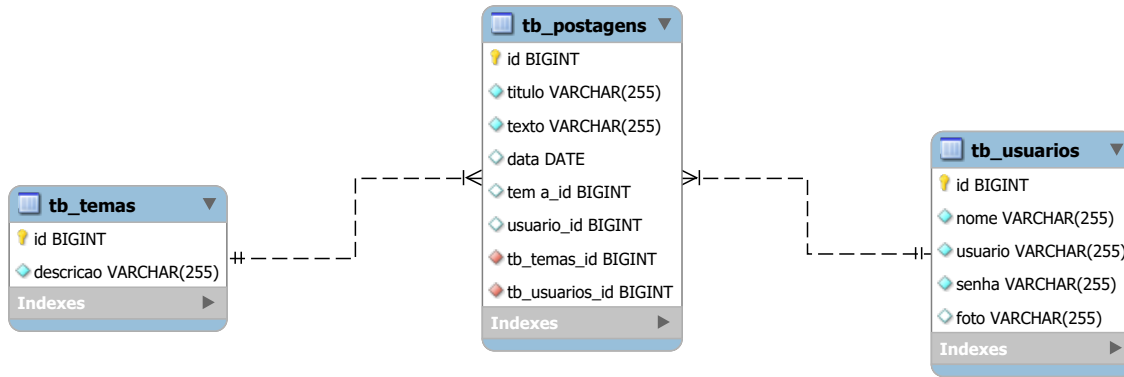 tb_postagens
id BIGINT
titulo VARCHAR(255)
texto VARCHAR(255)
data DATE
tem a_id BIGINT
usuario_id BIGINT
tb_temas_id BIGINT
tb_usuarios_id BIGINT
Indexes
tb_temas
id BIGINT
descricao VARCHAR(255)
Indexes
tb_usuarios
id BIGINT
nome VARCHAR(255)
usuario VARCHAR(255)
senha VARCHAR(255)
foto VARCHAR(255)
Indexes